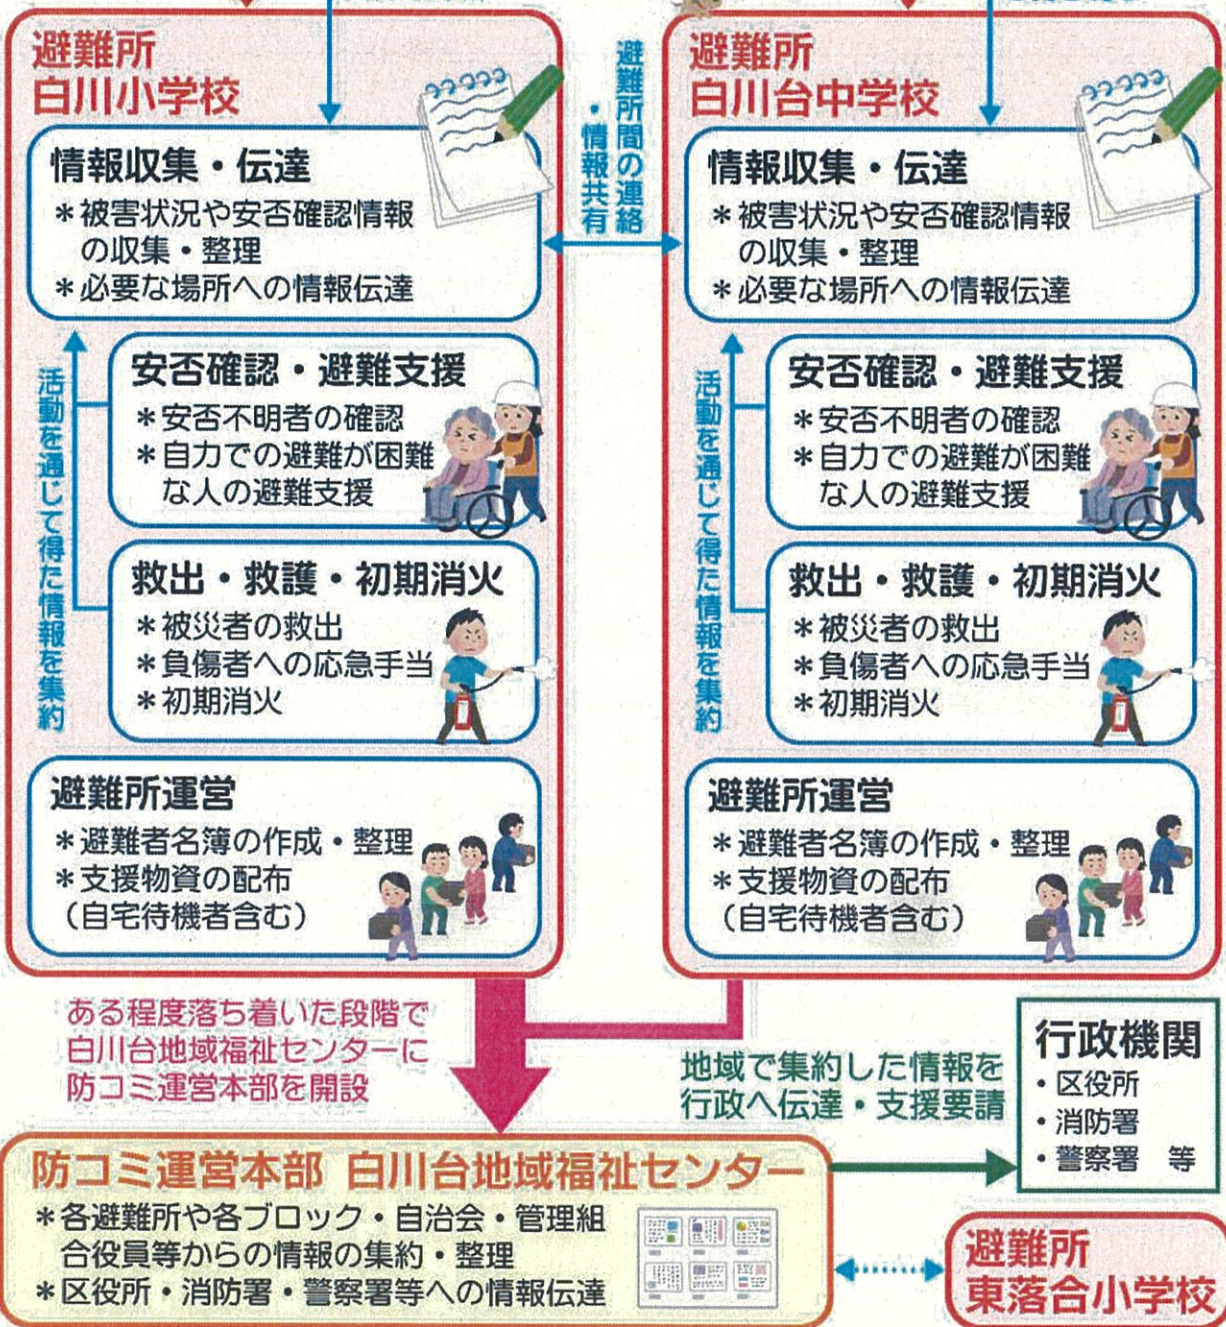 避難所
白川小学校
情報収集・伝達
＊被害状況や安否確認情報
の収集・整理
＊必要な場所への情報伝達
安否確認・避難支援
＊安否不明者の確認
＊自力での避難が困難
な人の避難支援
救出・救護・初期消火
＊被災者の救出
＊負傷者への応急手当
＊初期消火
活動を通じて得た情報を集約
避難所運営
＊避難者名簿の作成・整理
＊支援物資の配布
（自宅待機者含む）
避難所間の連絡
・情報共有
避難所
白川台中学校
情報収集・伝達
＊被害状況や安否確認情報
の収集・整理
＊必要な場所への情報伝達
安否確認・避難支援
＊安否不明者の確認
＊自力での避難が困難
な人の避難支援
救出・救護・初期消火
＊被災者の救出
＊負傷者への応急手当
＊初期消火
活動を通じて得た情報を集約
避難所運営
＊避難者名簿の作成・整理
＊支援物資の配布
（自宅待機者含む）
ある程度落ち着いた段階で
白川台地域福祉センターに
防コミ運営本部を開設
地域で集約した情報を
行政へ伝達・支援要請
行政機関
・区役所
・消防署
・警察署　等
防コミ運営本部 白川台地域福祉センター
＊各避難所や各ブロック・自治会・管理組
合役員等からの情報の集約・整理
＊区役所・消防署・警察署等への情報伝達
避難所
東落合小学校